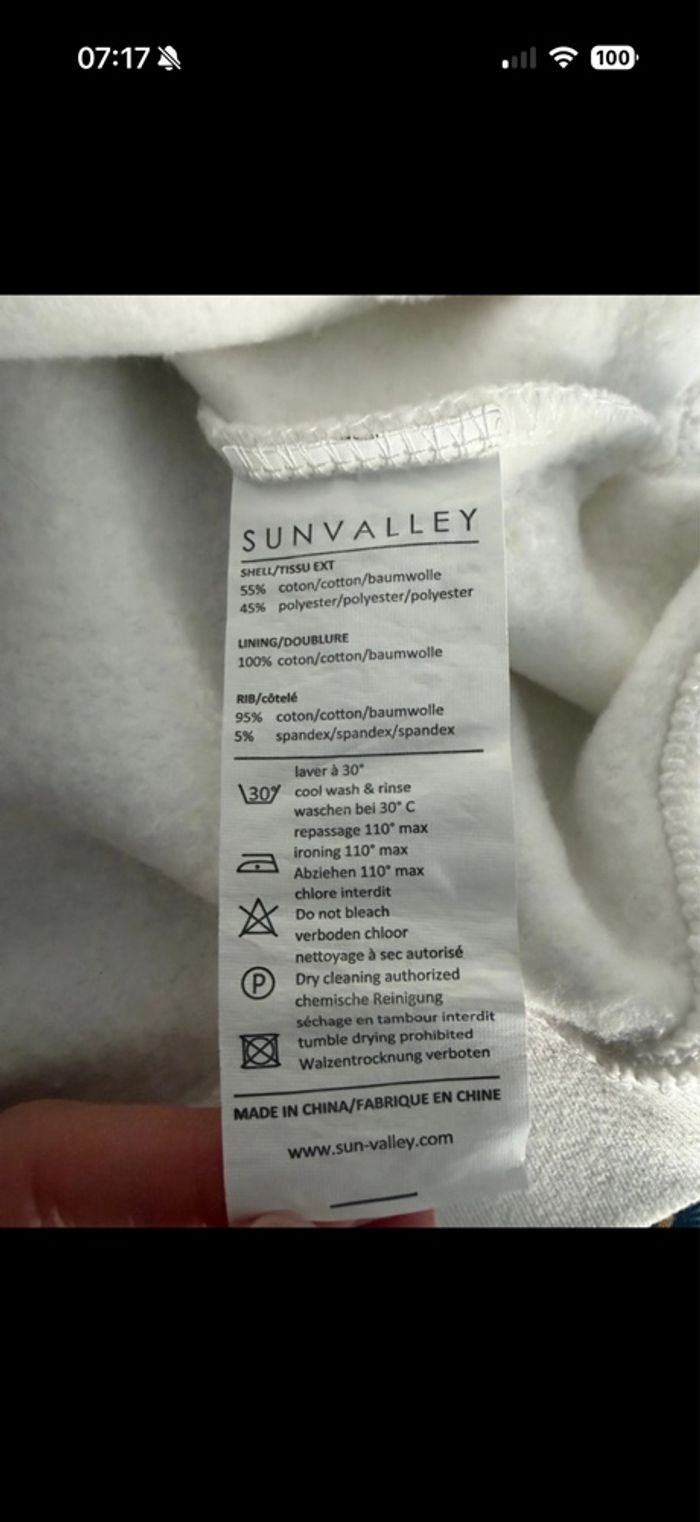 07:17
100
SUNVALLEY
SHELL/TISSU EXT
55% coton/cotton/baumwolle
45% polyester/polyester/polyester
LINING/DOUBLURE
100% coton/cotton/baumwolle
RIB/côtelé
95% coton/cotton/baumwolle
5% spandex/spandex/spandex
laver à 30°
30° cool wash & rinse
waschen bei 30° C
repassage 110° max
ironing 110° max
Abziehen 110° max
chlore interdit
Do not bleach
verboden chloor
nettoyage à sec autorisé
P Dry cleaning authorized
chemische Reinigung
séchage en tambour interdit
tumble drying prohibited
Walzentrocknung verboten
MADE IN CHINA/FABRIQUE EN CHINE
www.sun-valley.com